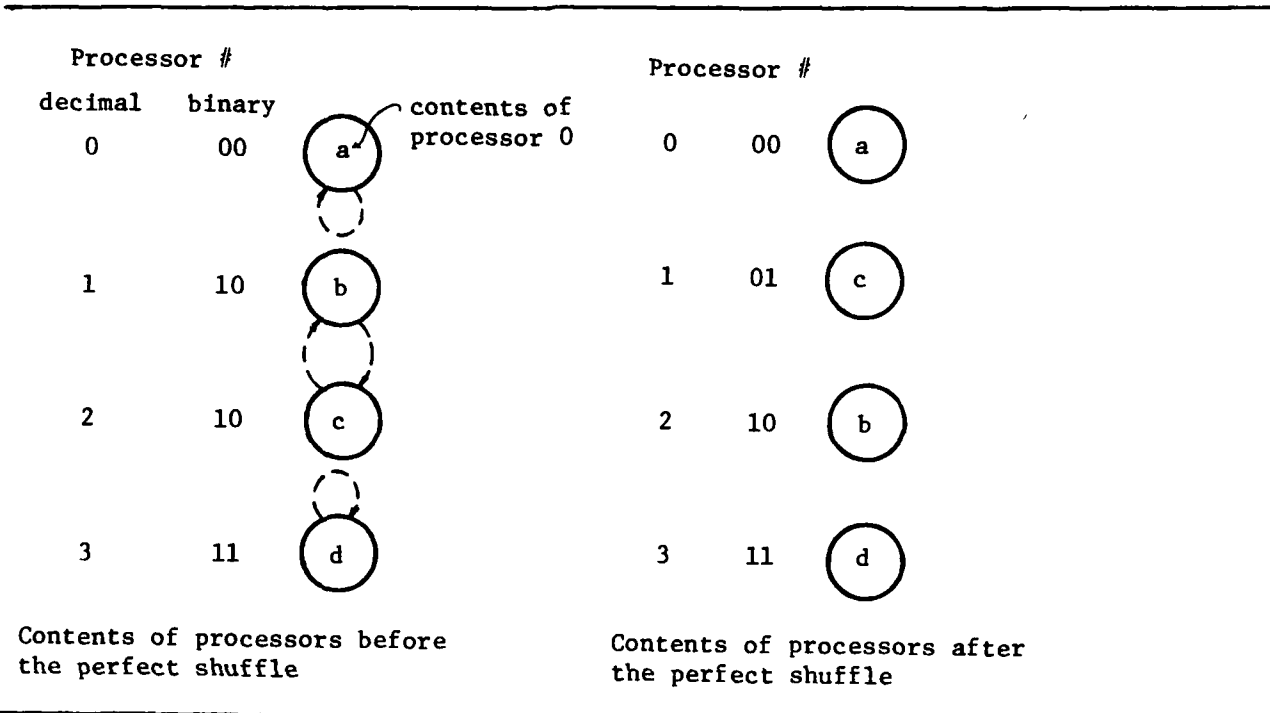 Processor #
decimal binary
0 00 a contents of
processor 0
1 10 b
2 10 c
3 11 d
Contents of processors before
the perfect shuffle
Processor #
0 00 a
1 01 c
2 10 b
3 11 d
Contents of processors after
the perfect shuffle